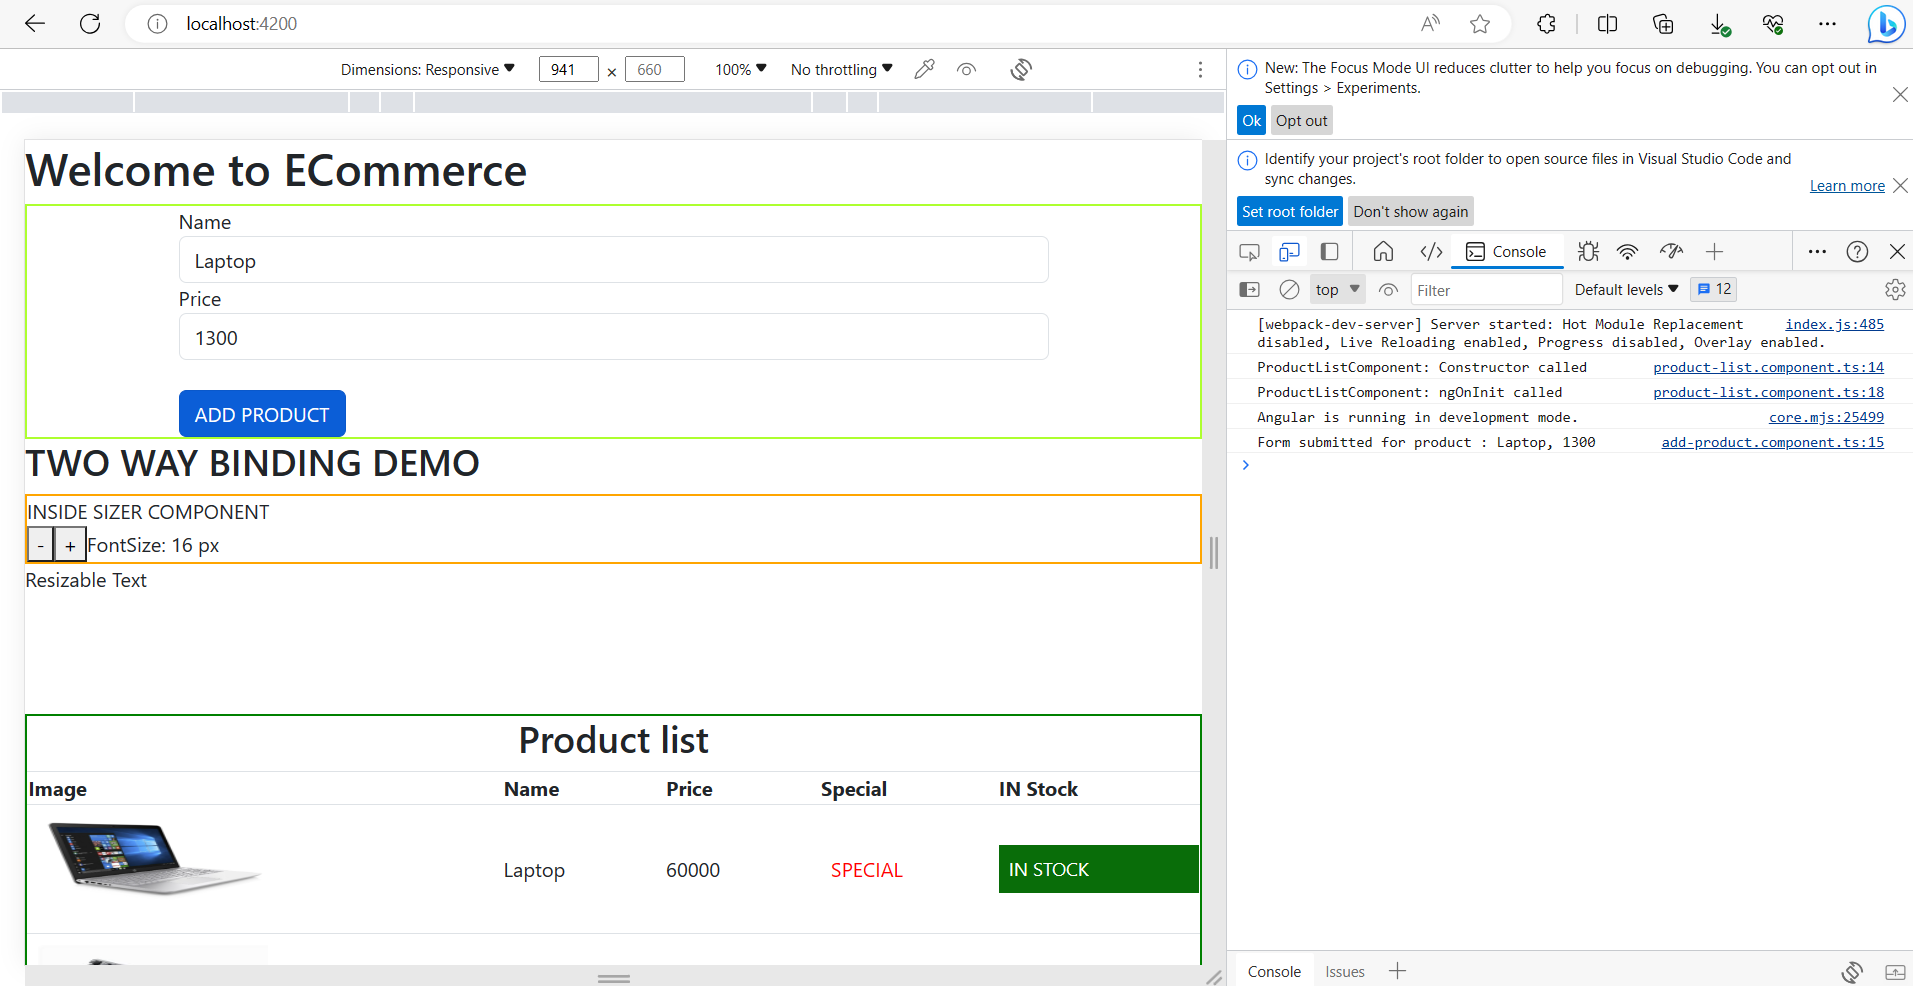 localhost:4200
Dimensions: Responsive 941 × 660 100% No throttling
Welcome to ECommerce
Name
Laptop
Price
1300
ADD PRODUCT
TWO WAY BINDING DEMO
INSIDE SIZER COMPONENT
- + FontSize: 16 px
Resizable Text
Product list
Image Name Price Special IN Stock
Laptop 60000 SPECIAL IN STOCK
New: The Focus Mode UI reduces clutter to help you focus on debugging. You can opt out in
Settings > Experiments.
Ok Opt out
Identify your project's root folder to open source files in Visual Studio Code and
sync changes.
Learn more
Set root folder Don't show again
Console
top Filter Default levels 12
[webpack-dev-server] Server started: Hot Module Replacement index.js:485
disabled, Live Reloading enabled, Progress disabled, Overlay enabled.
ProductListComponent: Constructor called product-list.component.ts:14
ProductListComponent: ngOnInit called product-list.component.ts:18
Angular is running in development mode. core.mjs:25499
Form submitted for product : Laptop, 1300 add-product.component.ts:15
Console Issues